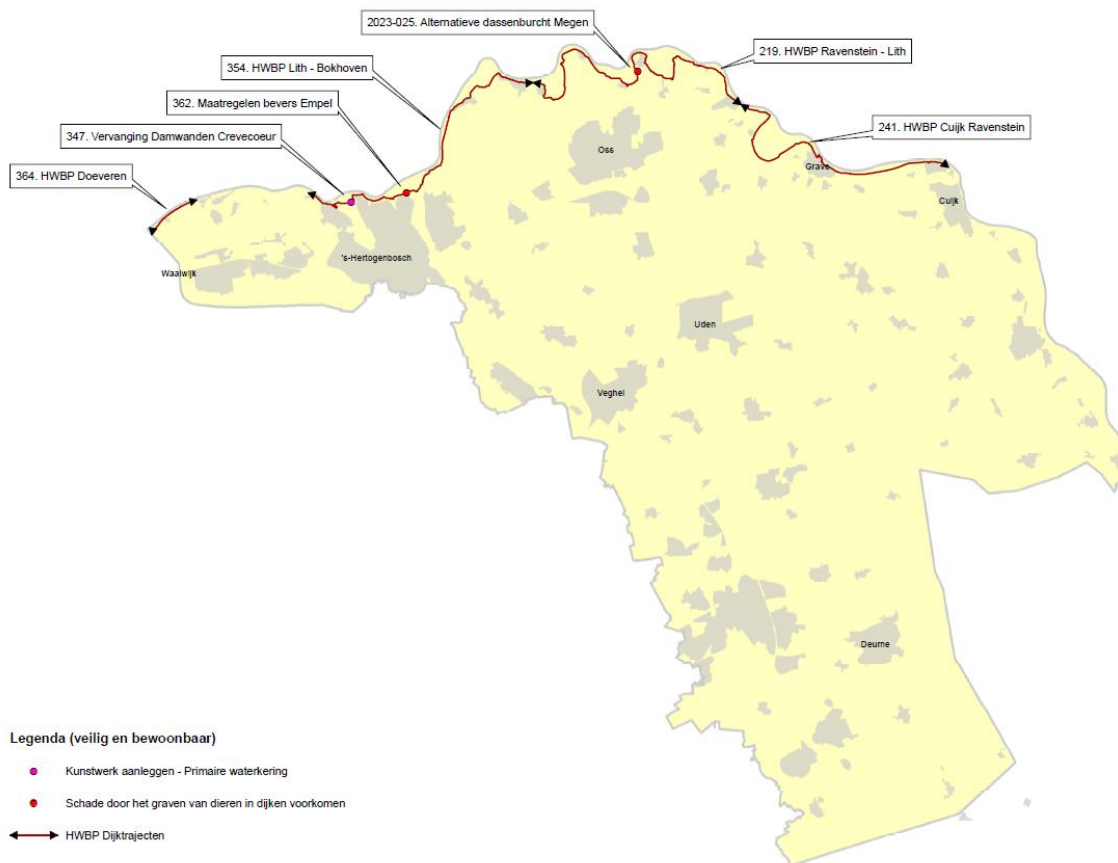 2023-025. Alternatieve dassenburcht Megen
219. HWBP Ravenstein - Lith
354. HWBP Lith - Bokhoven
362. Maatregelen bevers Empel
347. Vervanging Damwanden Crevecoeur
241. HWBP Cuijk Ravenstein
364. HWBP Doeveren
Oss
Grave
Cuijk
's-Hertogenbosch
Waalwijk
Uden
Veghel
Deurne
Legenda (veilig en bewoonbaar)
Kunstwerk aanleggen - Primaire waterkering
Schade door het graven van dieren in dijken voorkomen
HWBP Dijktrajecten